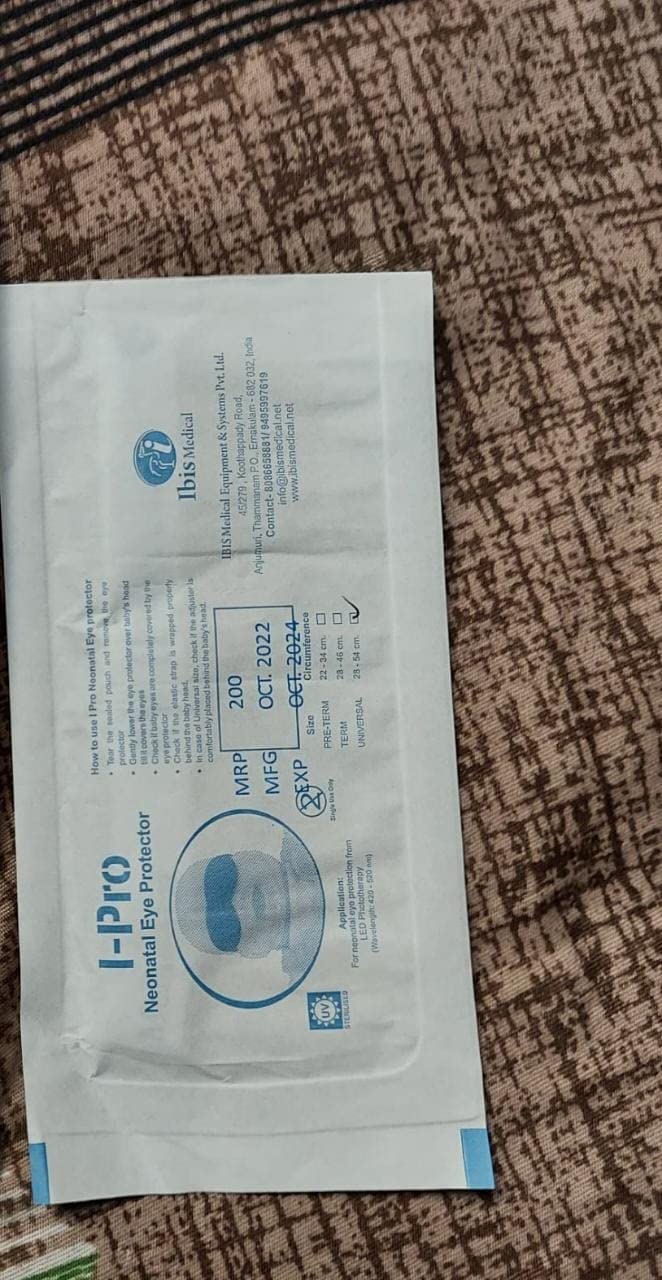 I-Pro
Neonatal Eye Protector
UV
STERILISED
Application:
For neonatal eye protection from
LED Phototherapy
(Wavelength: 420 - 520 nm)
How to use I Pro Neonatal Eye protector
• Tear the sealed pouch and remove the eye
protector
• Gently lower the eye protector over baby's head
till it covers the eyes
• Check if baby eyes are completely covered by the
eye protector
• Check if the elastic strap is wrapped properly
behind the baby head.
• In case of Universal size, check if the adjuster is
comfortably placed behind the baby's head.
MRP 200
MFG OCT. 2022
EXP OCT. 2024
2
Single Use Only
Size Circumference
PRE-TERM 22 - 34 cm.
TERM 28 - 46 cm.
UNIVERSAL 28 - 54 cm.
Ibis Medical
IBIS Medical Equipment & Systems Pvt. Ltd.
45/279, Koothappady Road,
Anjumuri, Thammanam P.O., Ernakulam - 682 032, India
Contact- 8086658881/ 9495997619
info@ibismedical.net
www.ibismedical.net